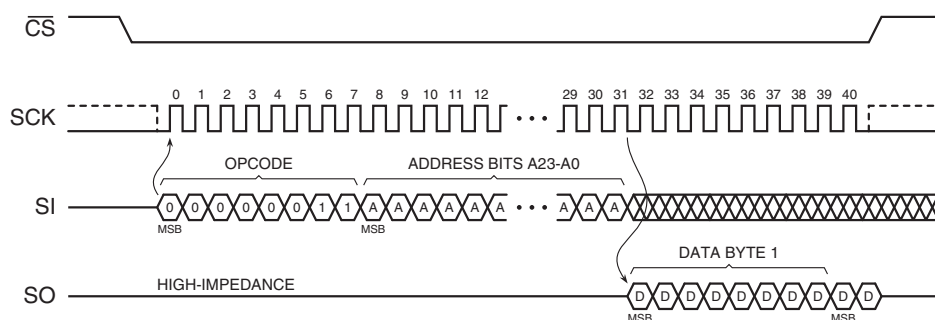 CS
0 1 2 3 4 5 6 7 8 9 10 11 12 29 30 31 32 33 34 35 36 37 38 39 40
SCK • • •
OPCODE ADDRESS BITS A23-A0
SI 0 0 0 0 0 0 1 1 A A A A A A • • • A A A
MSB MSB
DATA BYTE 1
HIGH-IMPEDANCE
SO D D D D D D D D D D
MSB MSB